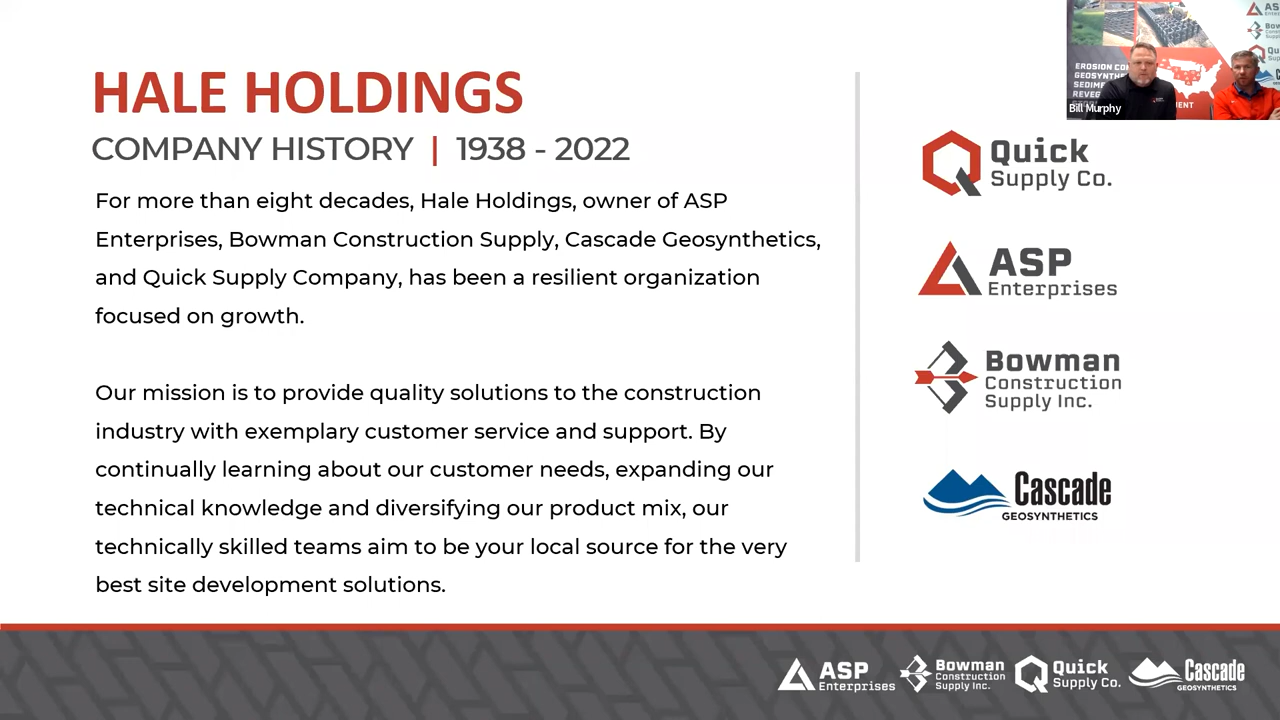 HALE HOLDINGS
COMPANY HISTORY | 1938 - 2022
For more than eight decades, Hale Holdings, owner of ASP
Enterprises, Bowman Construction Supply, Cascade Geosynthetics,
and Quick Supply Company, has been a resilient organization
focused on growth.
Our mission is to provide quality solutions to the construction
industry with exemplary customer service and support. By
continually learning about our customer needs, expanding our
technical knowledge and diversifying our product mix, our
technically skilled teams aim to be your local source for the very
best site development solutions.
EROSION CO
GEOSYNTHE
SEDIME
REVEG
MENT
Bill Murphy
Quick
Supply Co.
ASP
Enterprises
Bowman
Construction
Supply Inc.
Cascade
GEOSYNTHETICS
ASP
Enterprises
Bowman
Construction
Supply Inc.
Quick
Supply Co.
Cascade
GEOSYNTHETICS